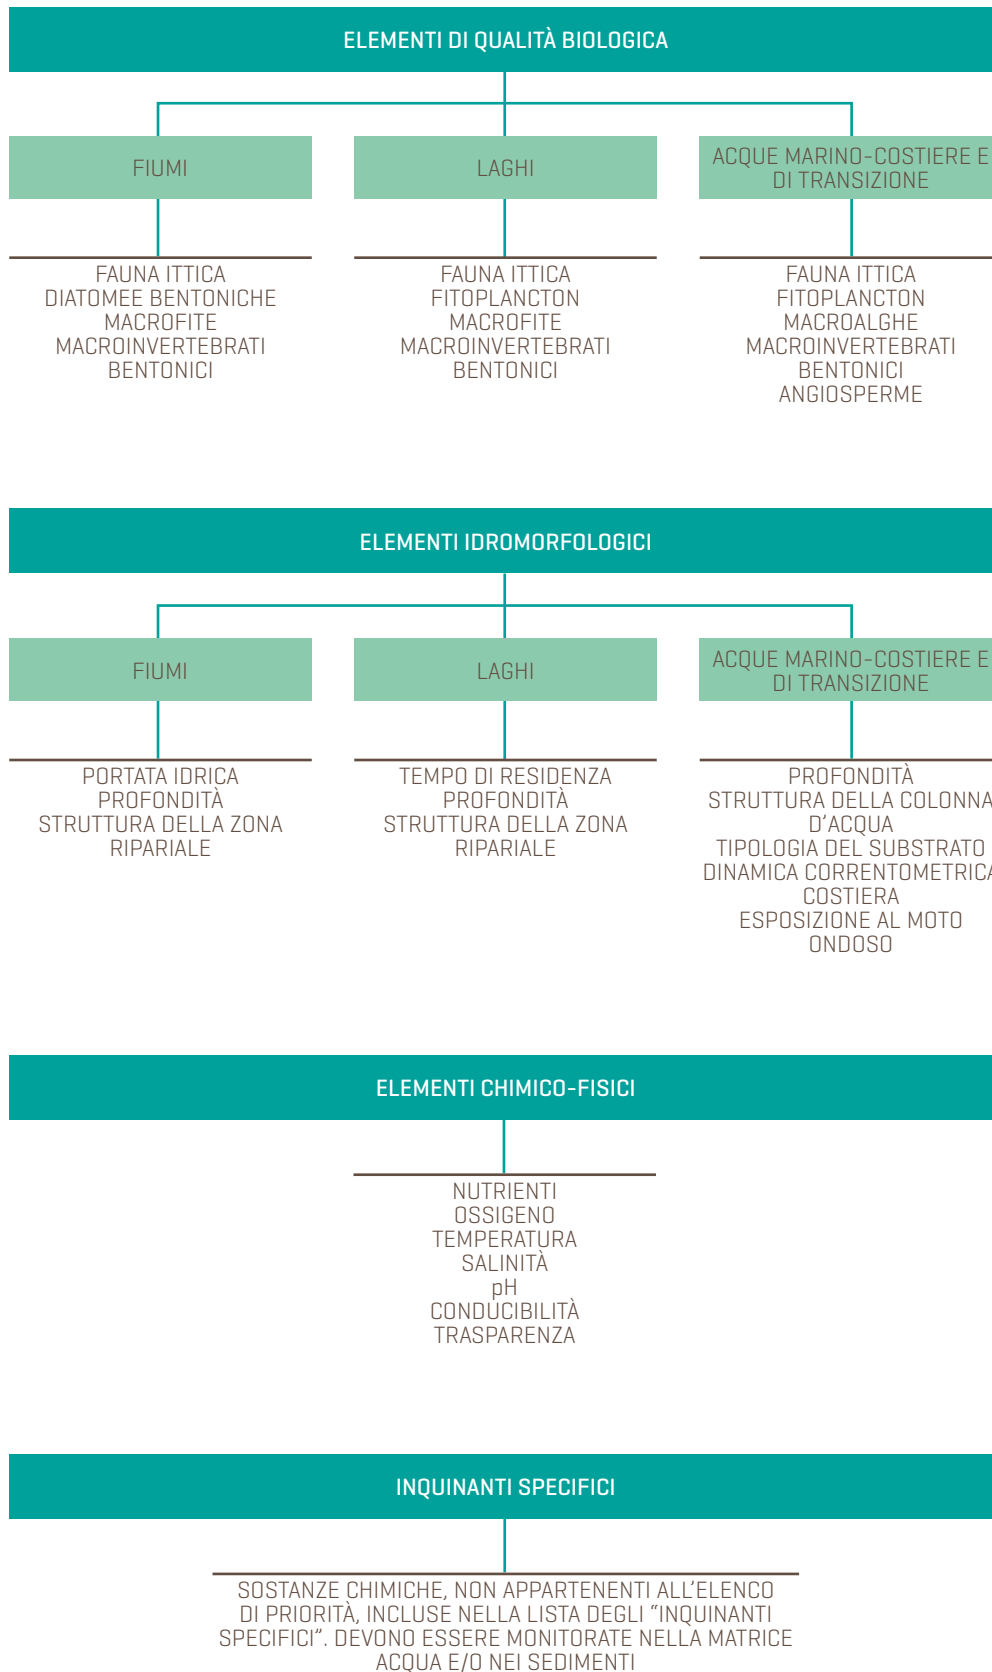 ELEMENTI DI QUALITÀ BIOLOGICA
FIUMI
FAUNA ITTICA
DIATOMEE BENTONICHE
MACROFITE
MACROINVERTEBRATI
BENTONICI
LAGHI
FAUNA ITTICA
FITOPLANCTON
MACROFITE
MACROINVERTEBRATI
BENTONICI
ACQUE MARINO-COSTIERE E
DI TRANSIZIONE
FAUNA ITTICA
FITOPLANCTON
MACROALGHE
MACROINVERTEBRATI
BENTONICI
ANGIOSPERME
ELEMENTI IDROMORFOLOGICI
FIUMI
PORTATA IDRICA
PROFONDITÀ
STRUTTURA DELLA ZONA
RIPARIALE
LAGHI
TEMPO DI RESIDENZA
PROFONDITÀ
STRUTTURA DELLA ZONA
RIPARIALE
ACQUE MARINO-COSTIERE E
DI TRANSIZIONE
PROFONDITÀ
STRUTTURA DELLA COLONNA
D'ACQUA
TIPOLOGIA DEL SUBSTRATO
DINAMICA CORRENTOMETRICA
COSTIERA
ESPOSIZIONE AL MOTO
ONDOSO
ELEMENTI CHIMICO-FISICI
NUTRIENTI
OSSIGENO
TEMPERATURA
SALINITÀ
pH
CONDUCIBILITÀ
TRASPARENZA
INQUINANTI SPECIFICI
SOSTANZE CHIMICHE, NON APPARTENENTI ALL'ELENCO
DI PRIORITÀ, INCLUSE NELLA LISTA DEGLI “INQUINANTI
SPECIFICI”. DEVONO ESSERE MONITORATE NELLA MATRICE
ACQUA E/O NEI SEDIMENTI